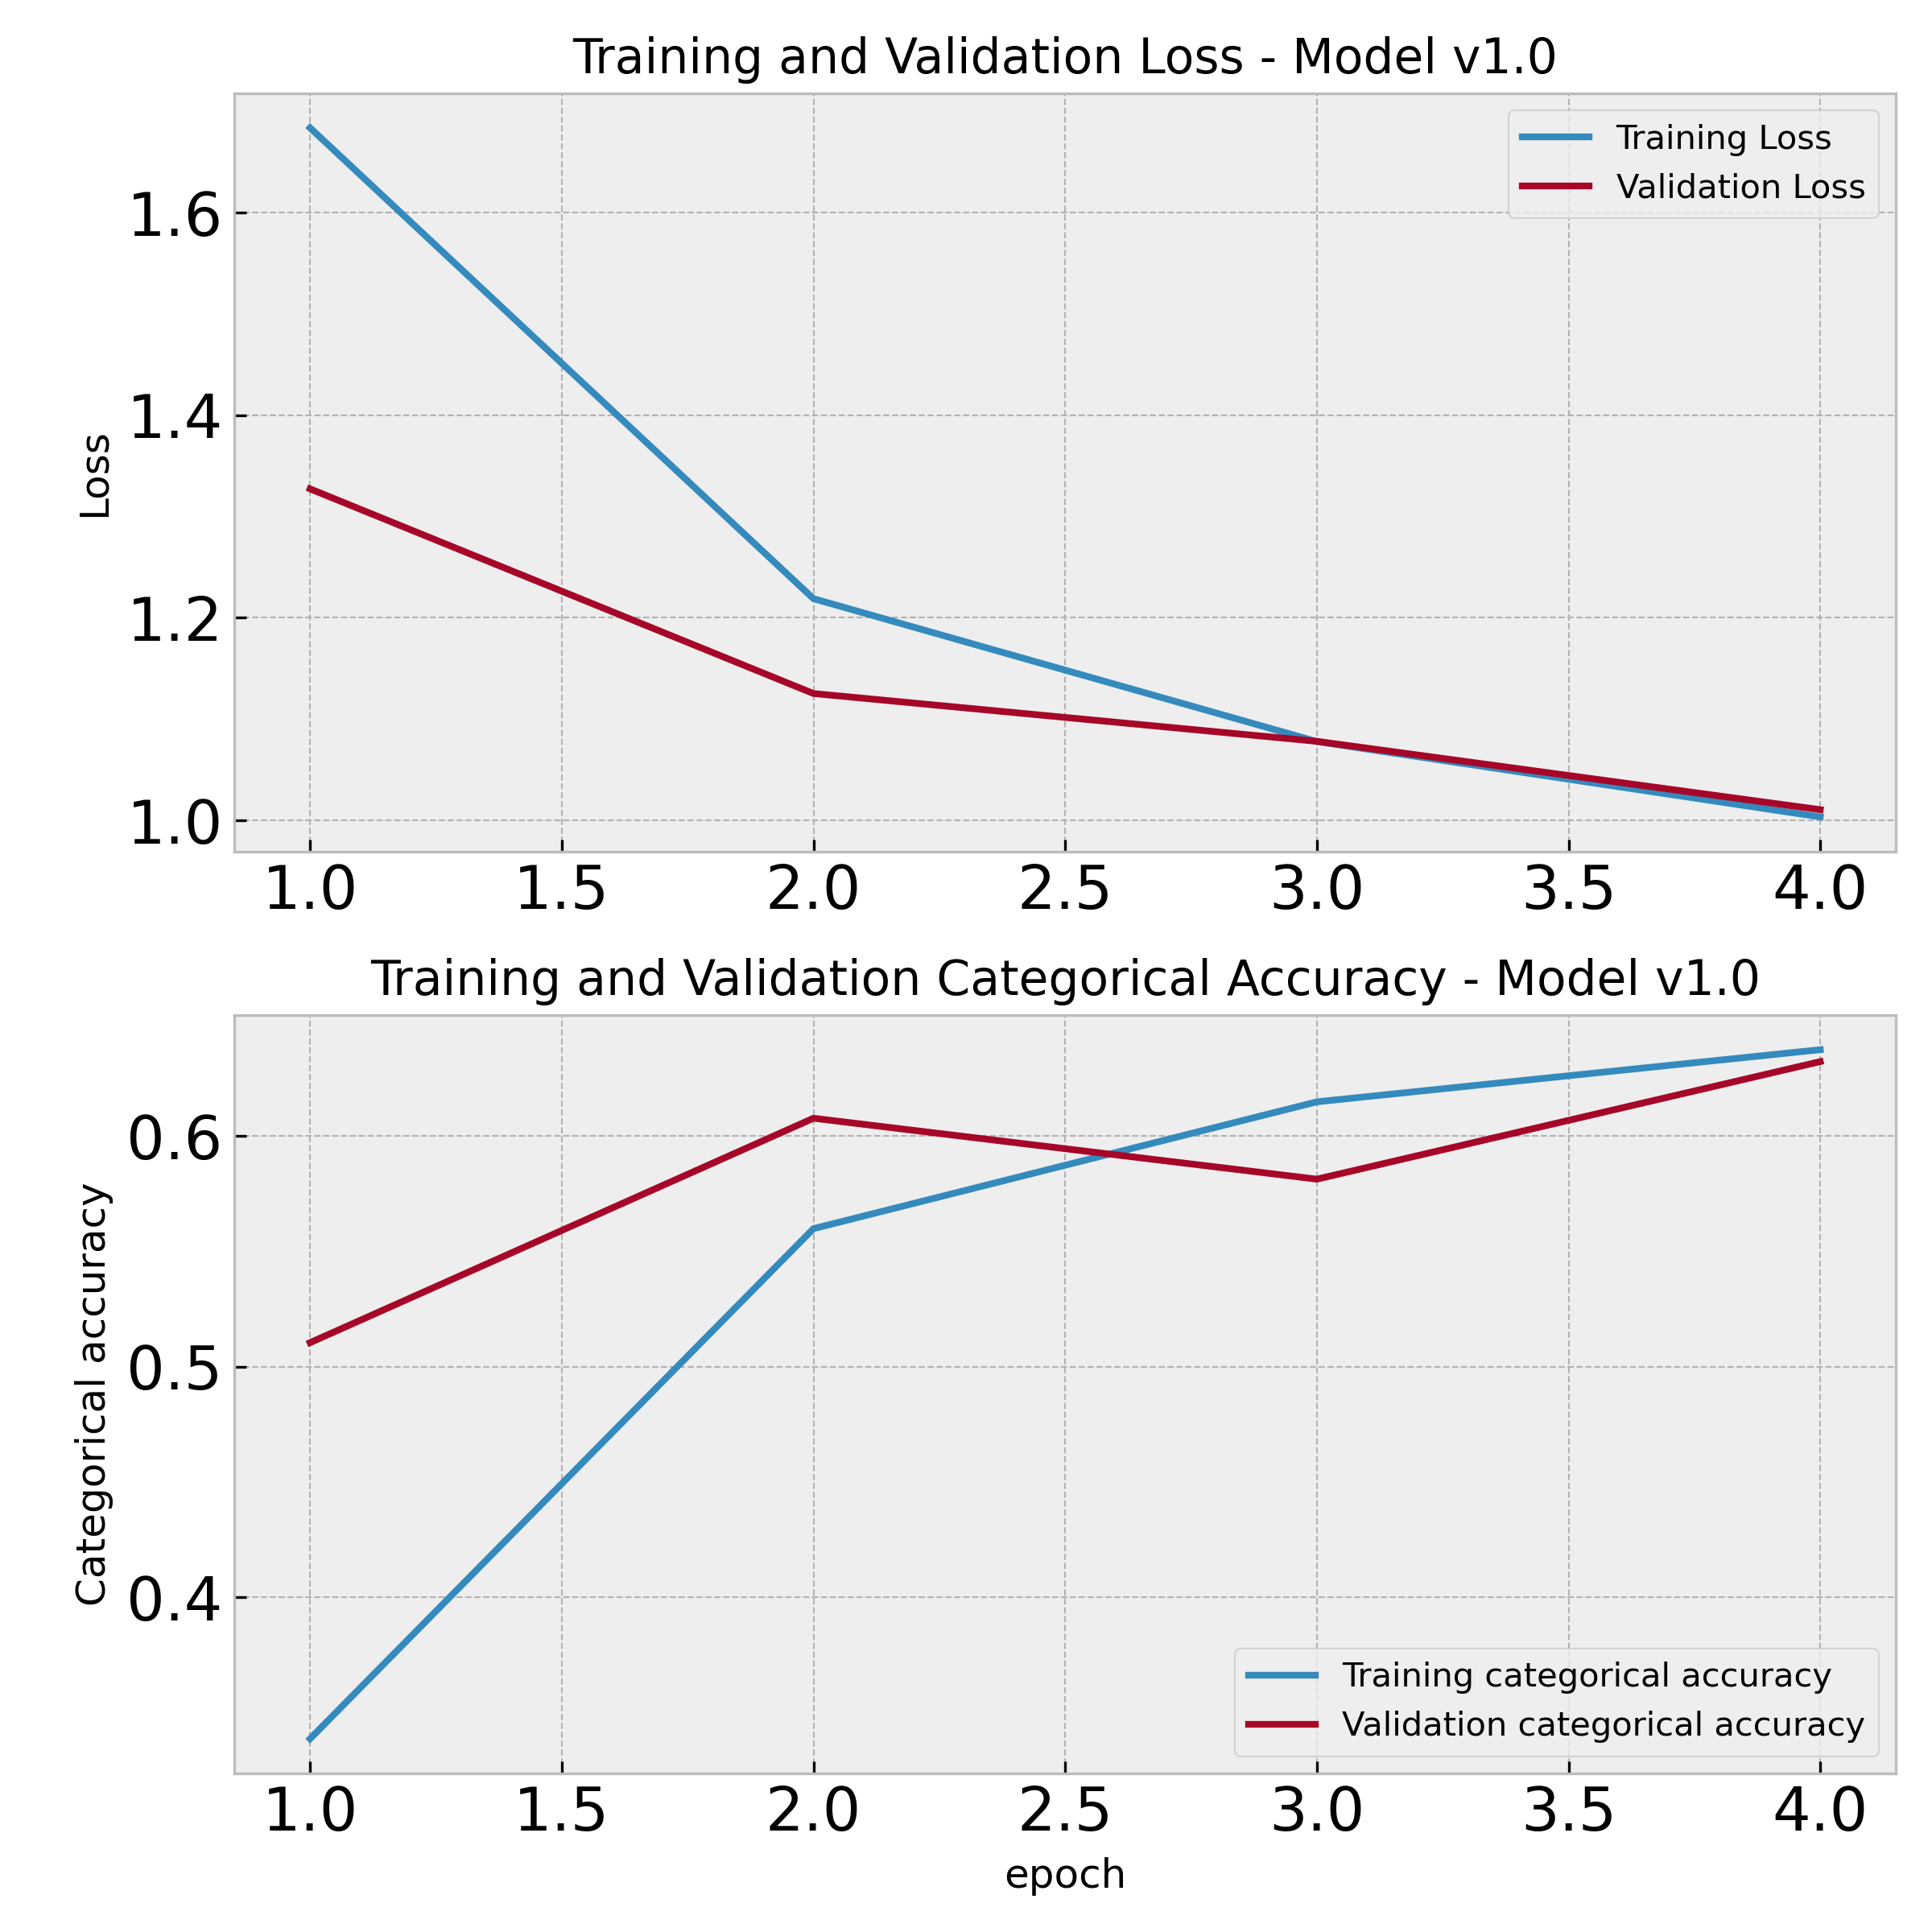 Training and Validation Loss - Model v1.0
Training Loss
Validation Loss
Loss
1.6
1.4
1.2
1.0
1.0 1.5 2.0 2.5 3.0 3.5 4.0
Training and Validation Categorical Accuracy - Model v1.0
Categorical accuracy
0.6
0.5
0.4
Training categorical accuracy
Validation categorical accuracy
1.0 1.5 2.0 2.5 3.0 3.5 4.0
epoch